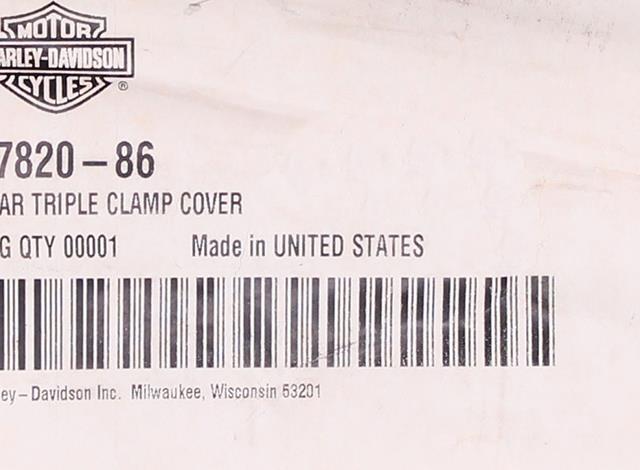 MOTOR
ARLEY-DAVIDSON
CYCLES
®
7820-86
AR TRIPLE CLAMP COVER
G QTY 00001 Made in UNITED STATES
ey-Davidson Inc. Milwaukee, Wisconsin 53201